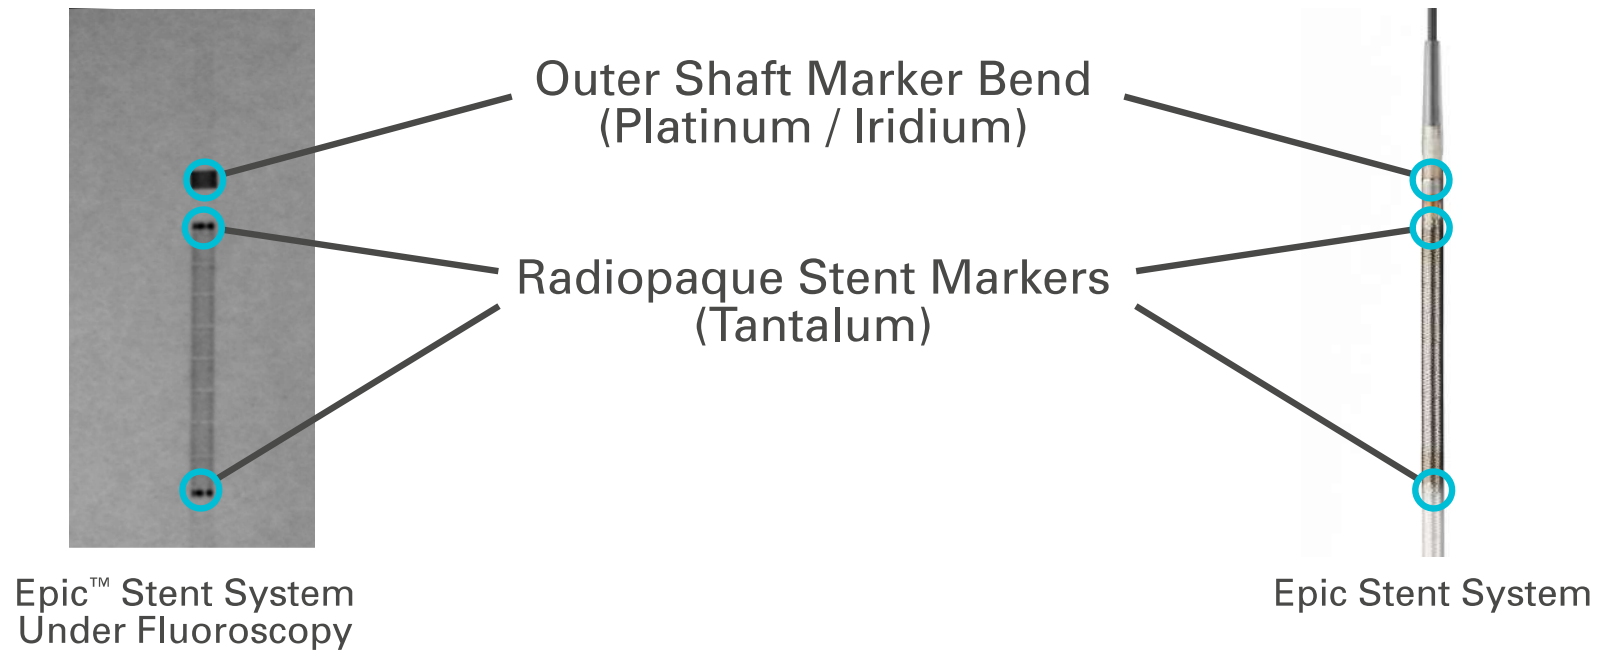 Outer Shaft Marker Bend
(Platinum / Iridium)
Radiopaque Stent Markers
(Tantalum)
Epic™ Stent System
Under Fluoroscopy
Epic Stent System